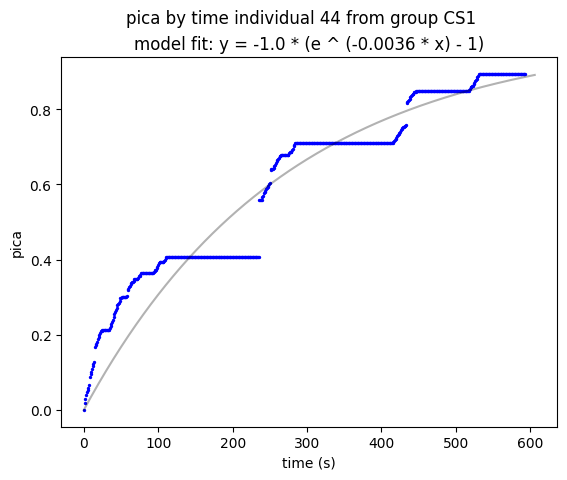 pica by time individual 44 from group CS1
model fit: y = -1.0 * (e ^ (-0.0036 * x) - 1)
0.8
0.6
0.4
0.2
0.0
pica
0 100 200 300 400 500 600
time (s)